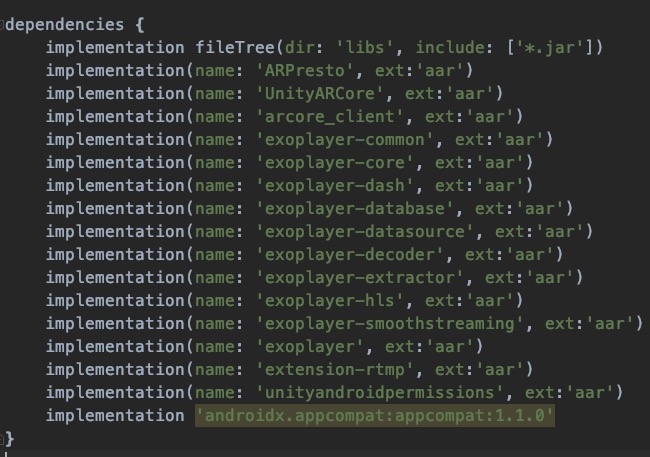 dependencies {
implementation fileTree(dir: 'libs', include: ['*.jar'])
implementation(name: 'ARPresto', ext:'aar')
implementation(name: 'UnityARCore', ext:'aar')
implementation(name: 'arcore_client', ext:'aar')
implementation(name: 'exoplayer-common', ext:'aar')
implementation(name: 'exoplayer-core', ext:'aar')
implementation(name: 'exoplayer-dash', ext:'aar')
implementation(name: 'exoplayer-database', ext:'aar')
implementation(name: 'exoplayer-datasource', ext:'aar')
implementation(name: 'exoplayer-decoder', ext:'aar')
implementation(name: 'exoplayer-extractor', ext:'aar')
implementation(name: 'exoplayer-hls', ext:'aar')
implementation(name: 'exoplayer-smoothstreaming', ext:'aar')
implementation(name: 'exoplayer', ext:'aar')
implementation(name: 'extension-rtmp', ext:'aar')
implementation(name: 'unityandroidpermissions', ext:'aar')
implementation 'androidx.appcompat:appcompat:1.1.0'
}